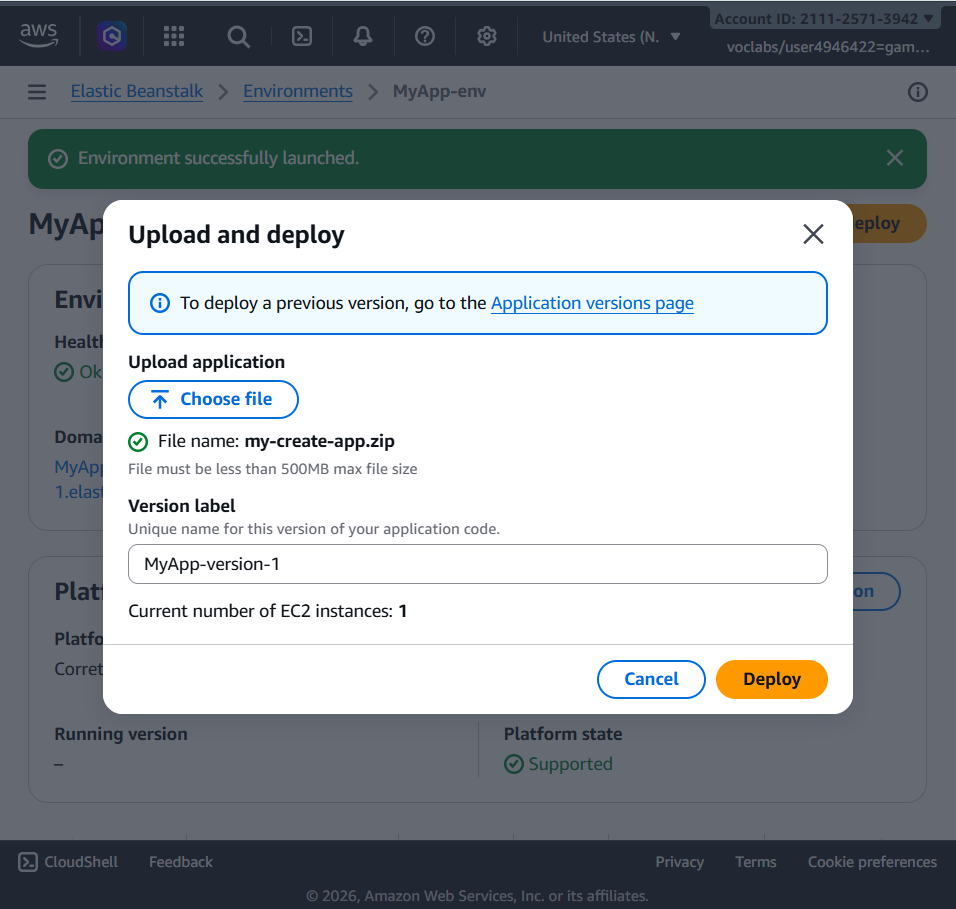 aws
United States (N. ▼
Account ID: 2111-2571-3942 ▼
voclabs/user4946422=gam...
Elastic Beanstalk > Environments > MyApp-env
Environment successfully launched.
MyAp
eploy
Upload and deploy
To deploy a previous version, go to the Application versions page
Upload application
Choose file
File name: my-create-app.zip
File must be less than 500MB max file size
Version label
Unique name for this version of your application code.
MyApp-version-1
Current number of EC2 instances: 1
Cancel
Deploy
Envi
Health
Ok
Doma
MyApp
1.elast
Platf
on
Platfo
Corret
Running version
–
Platform state
Supported
CloudShell
Feedback
Privacy
Terms
Cookie preferences
© 2026, Amazon Web Services, Inc. or its affiliates.